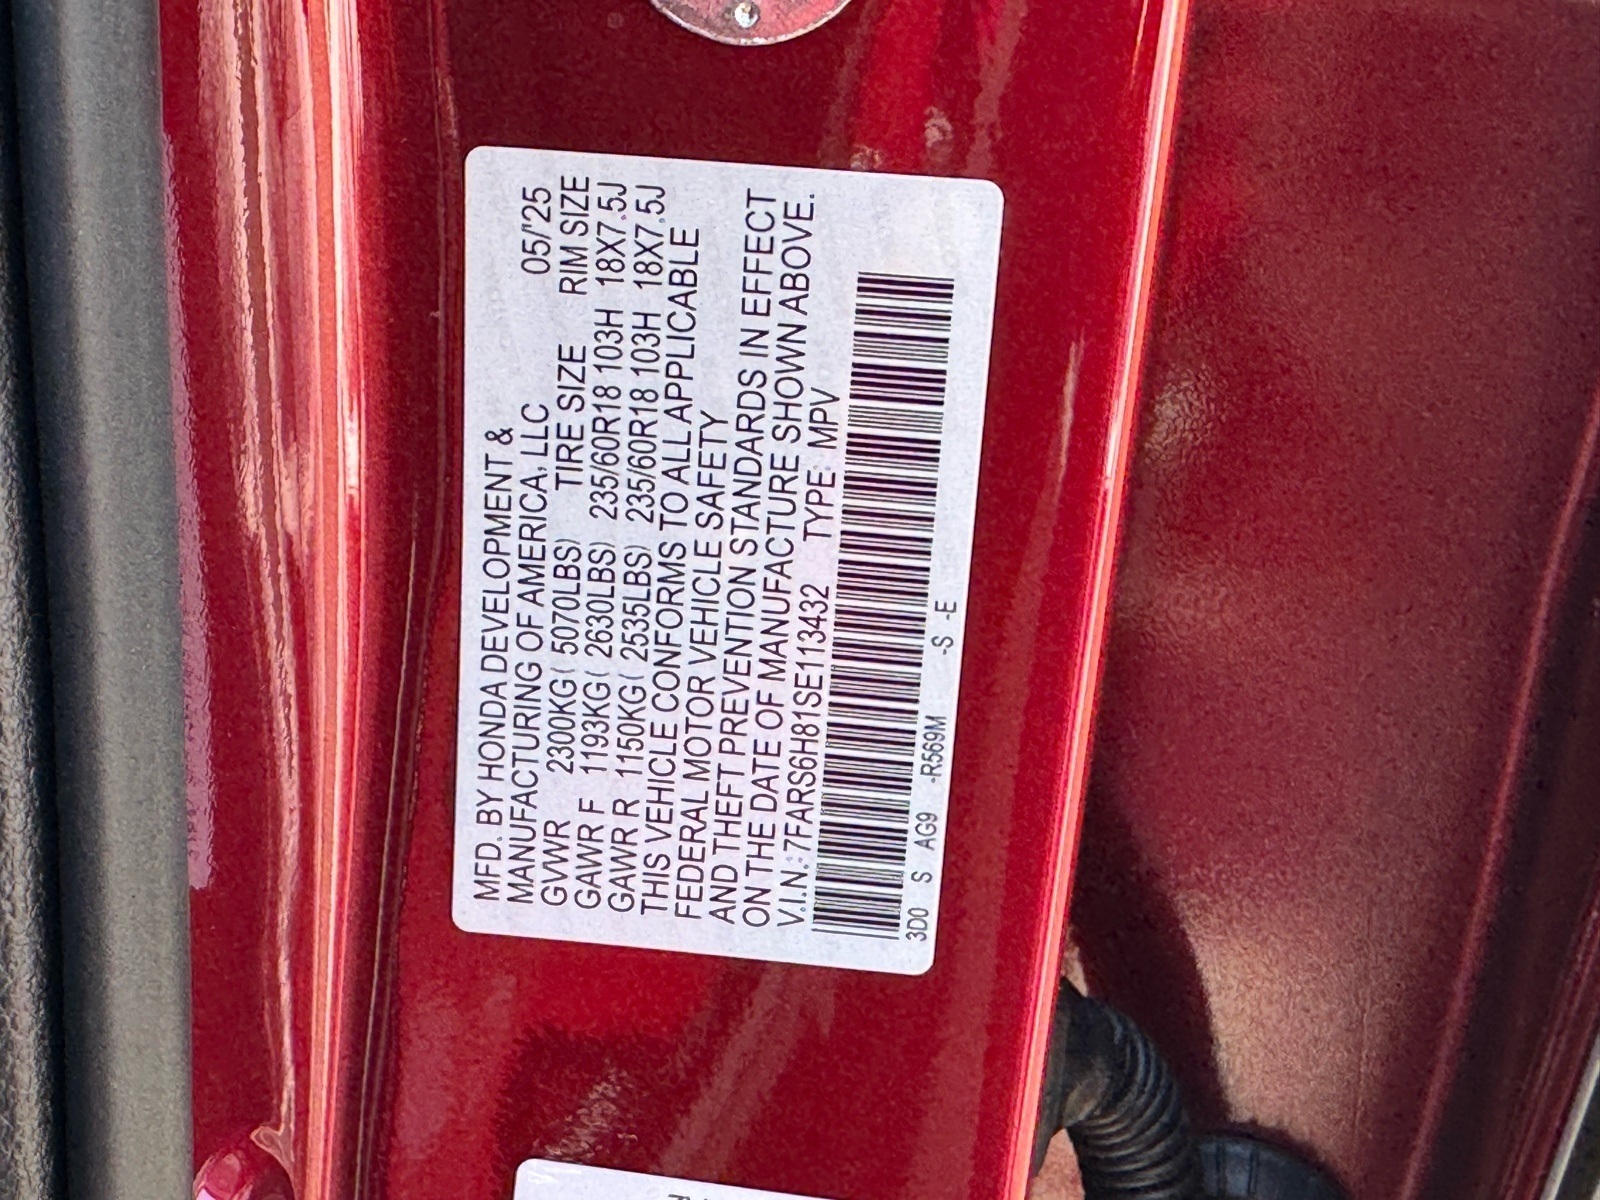 MFD. BY HONDA DEVELOPMENT &
MANUFACTURING OF AMERICA, LLC 05/'25
GVWR 2300KG( 5070LBS) TIRE SIZE RIM SIZE
GAWR F 1193KG( 2630LBS) 235/60R18 103H 18X7.5J
GAWR R 1150KG( 2535LBS) 235/60R18 103H 18X7.5J
THIS VEHICLE CONFORMS TO ALL APPLICABLE
FEDERAL MOTOR VEHICLE SAFETY
AND THEFT PREVENTION STANDARDS IN EFFECT
ON THE DATE OF MANUFACTURE SHOWN ABOVE.
V.I.N.: 7FARS6H81SE113432 TYPE: MPV
3D0 S AG9 -R569M -S -E